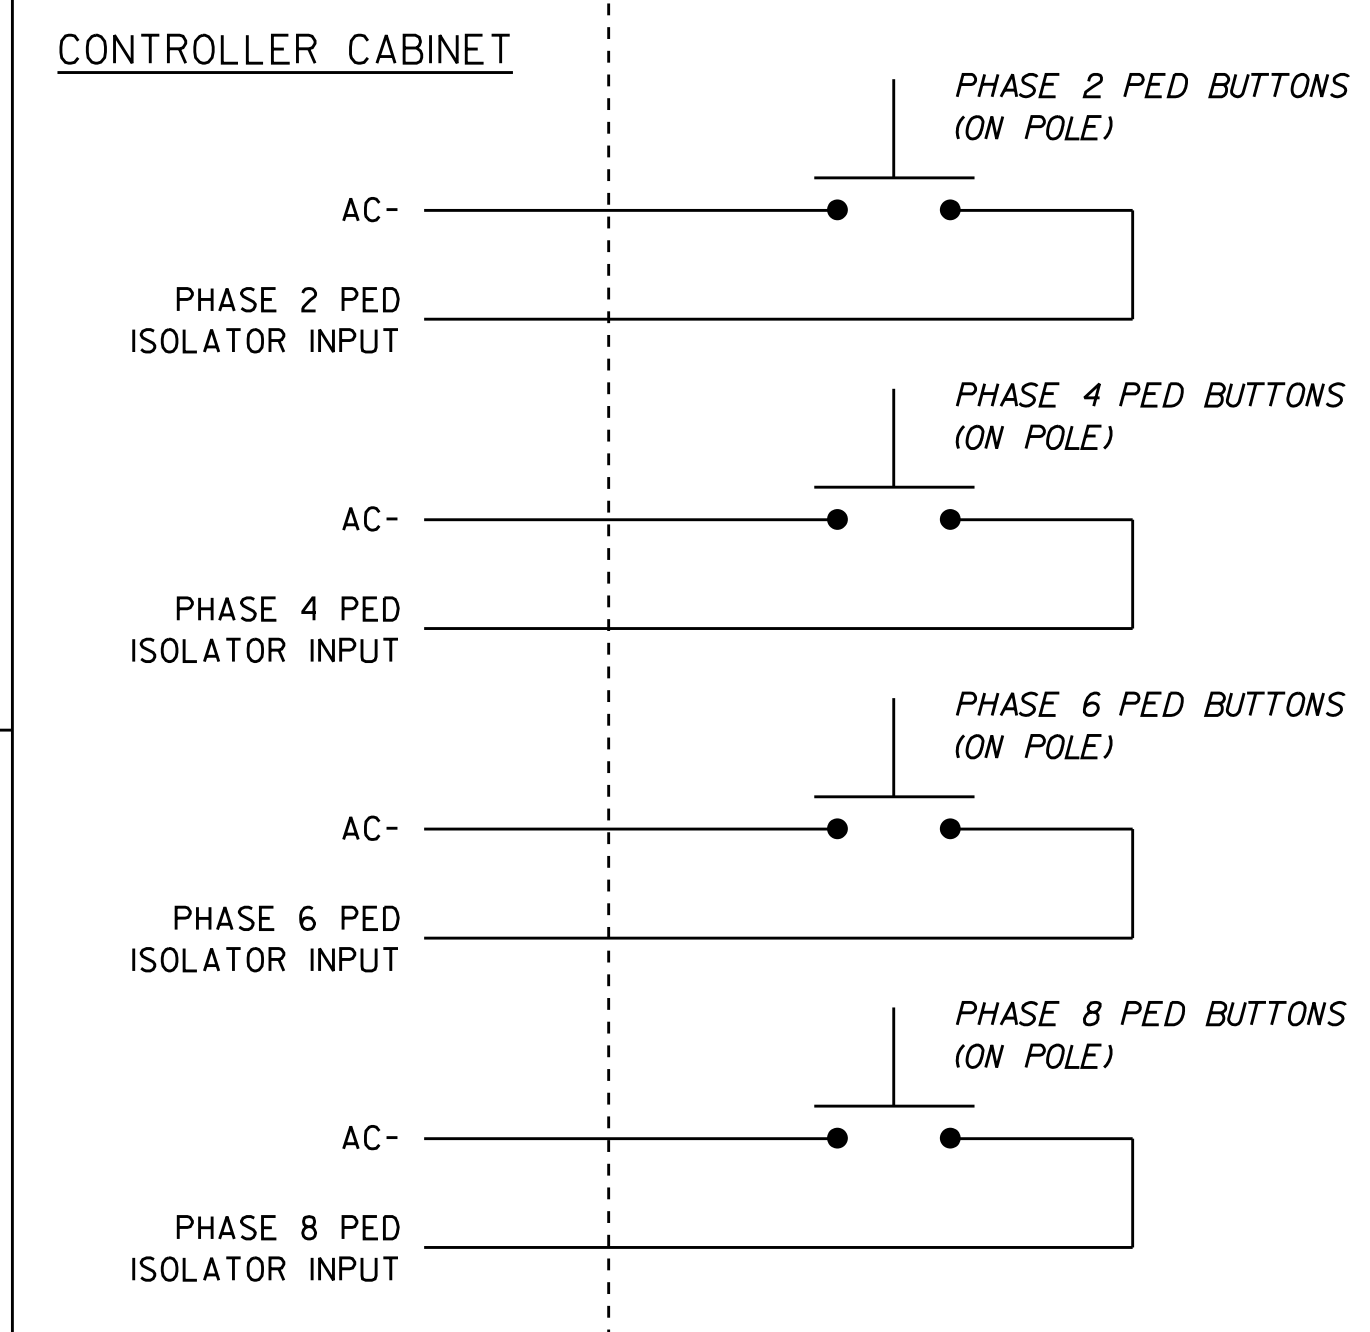 CONTROLLER CABINET
PHASE 2 PED BUTTONS
(ON POLE)
AC-
PHASE 2 PED
ISOLATOR INPUT
PHASE 4 PED BUTTONS
(ON POLE)
AC-
PHASE 4 PED
ISOLATOR INPUT
PHASE 6 PED BUTTONS
(ON POLE)
AC-
PHASE 6 PED
ISOLATOR INPUT
PHASE 8 PED BUTTONS
(ON POLE)
AC-
PHASE 8 PED
ISOLATOR INPUT